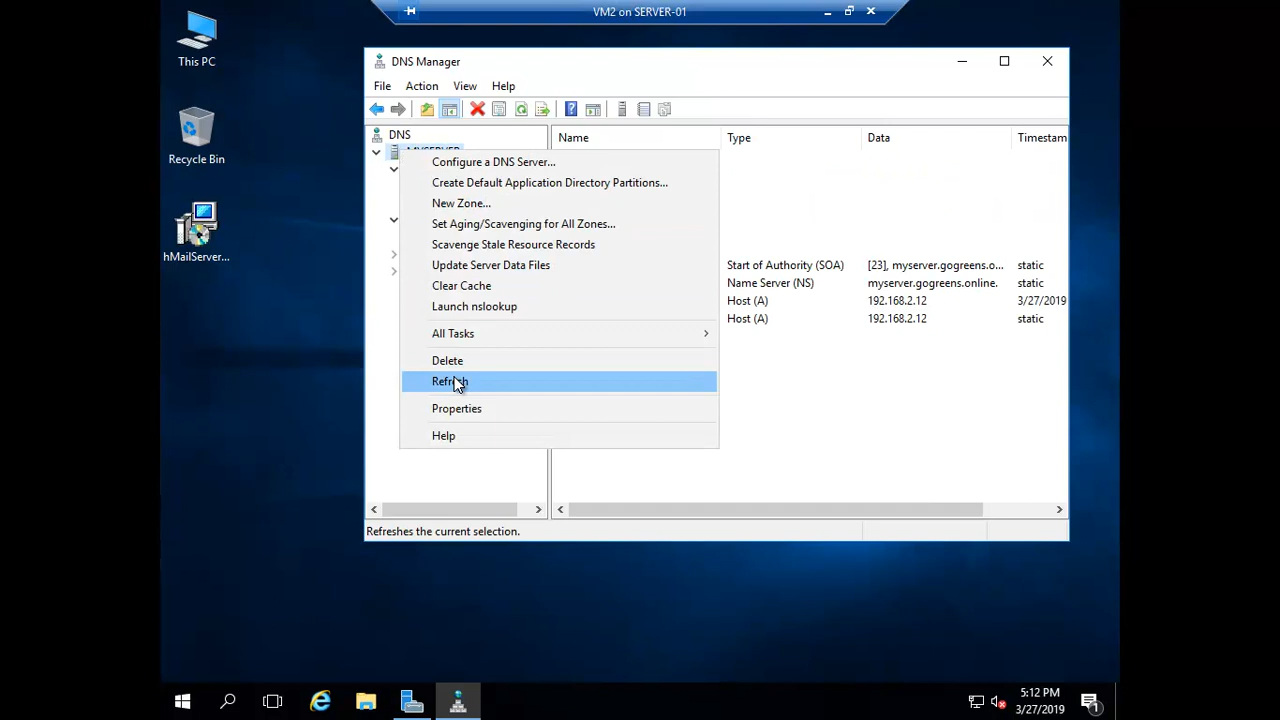 VM2 on SERVER-01
This PC
Recycle Bin
hMailServer...
DNS Manager
File Action View Help
DNS
MYSERVER
Name Type Data Timestam
Configure a DNS Server...
Create Default Application Directory Partitions...
New Zone...
Set Aging/Scavenging for All Zones...
Scavenge Stale Resource Records
Update Server Data Files
Clear Cache
Launch nslookup
All Tasks
Delete
Refresh
Properties
Help
Start of Authority (SOA) [23], myserver.gogreens.o... static
Name Server (NS) myserver.gogreens.online. static
Host (A) 192.168.2.12 3/27/2019
Host (A) 192.168.2.12 static
Refreshes the current selection.
5:12 PM
3/27/2019
1